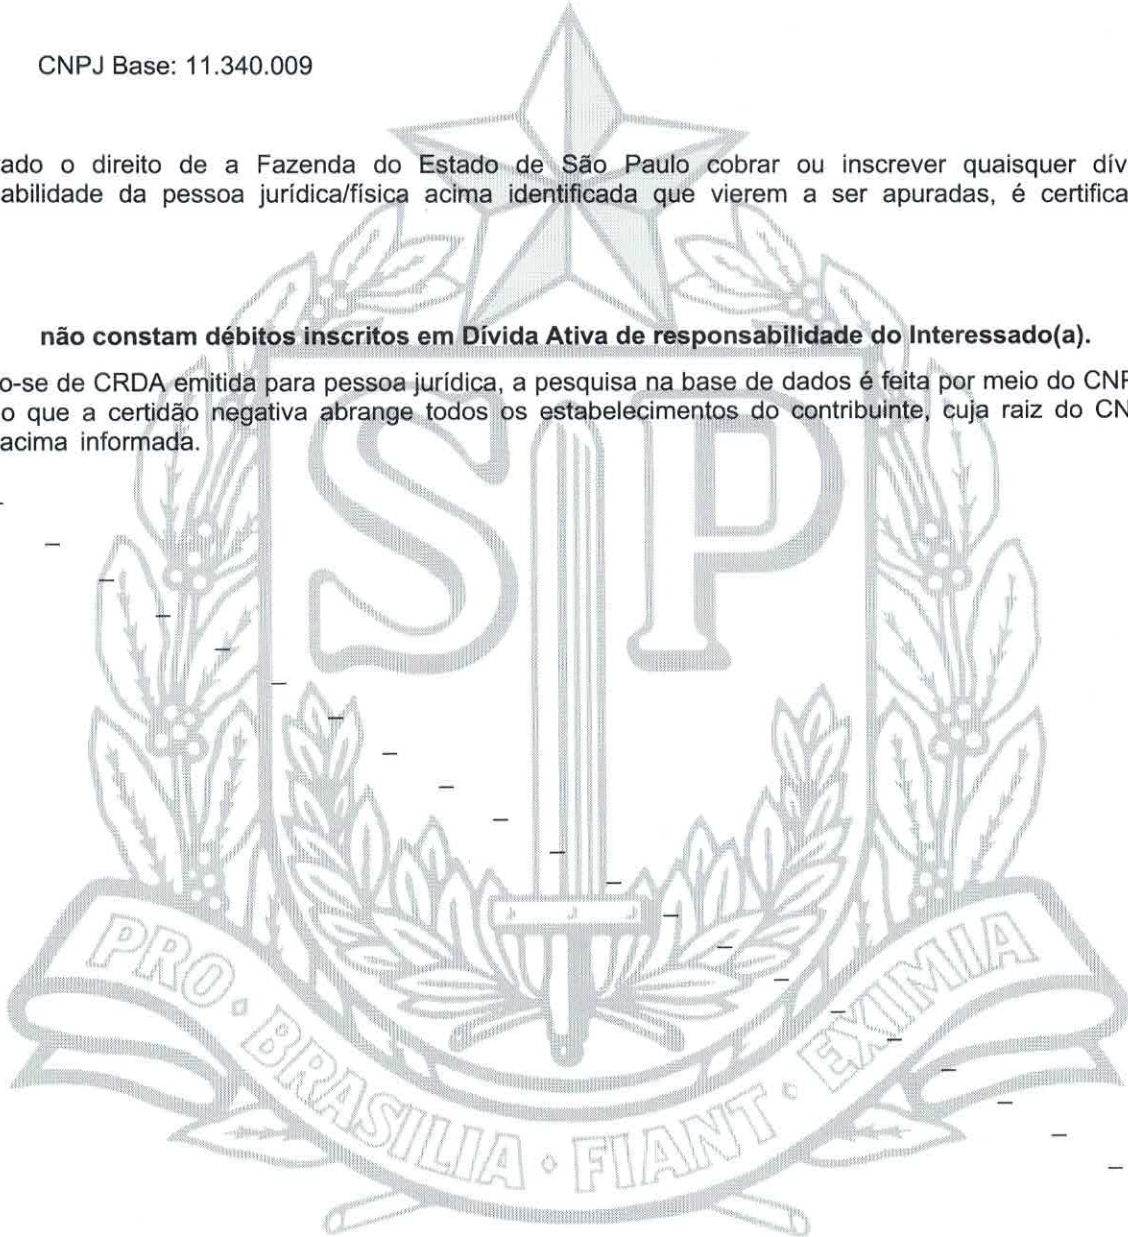 CNPJ Base: 11.340.009
ado o direito de a Fazenda do Estado de São Paulo cobrar ou inscrever quaisquer dív
abilidade da pessoa jurídica/física acima identificada que vierem a ser apuradas, é certifica
não constam débitos inscritos em Dívida Ativa de responsabilidade do Interessado(a).
o-se de CRDA emitida para pessoa jurídica, a pesquisa na base de dados é feita por meio do CNP
o que a certidão negativa abrange todos os estabelecimentos do contribuinte, cuja raiz do CN
acima informada.
SP
PRO • BRASILIA • FIANT • EXIMIA